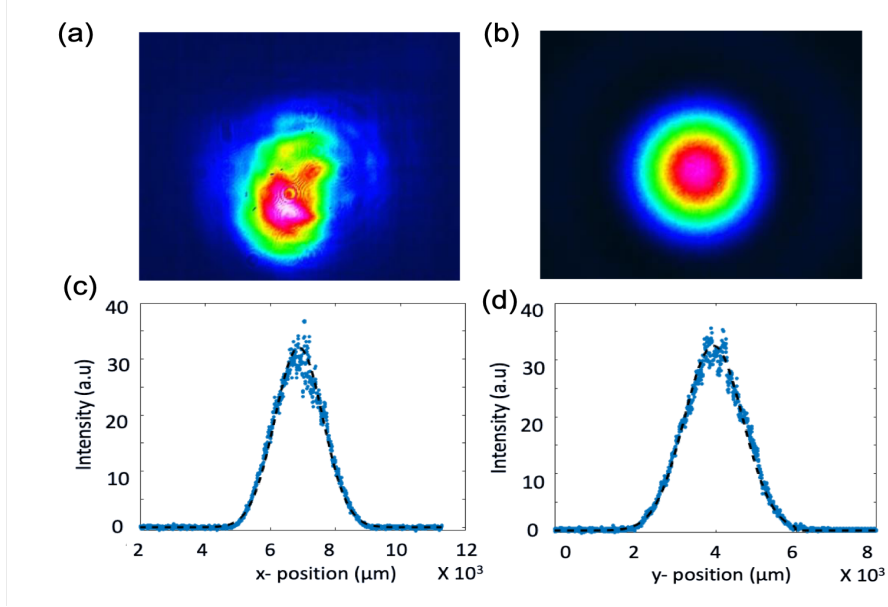 (a)
(b)
(c)
(d)
40
30
20
10
0
Intensity (a.u)
2 4 6 8 10 12
x- position (μm) X 10³
40
30
20
10
0
Intensity (a.u)
0 2 4 6 8
y- position (μm) X 10³